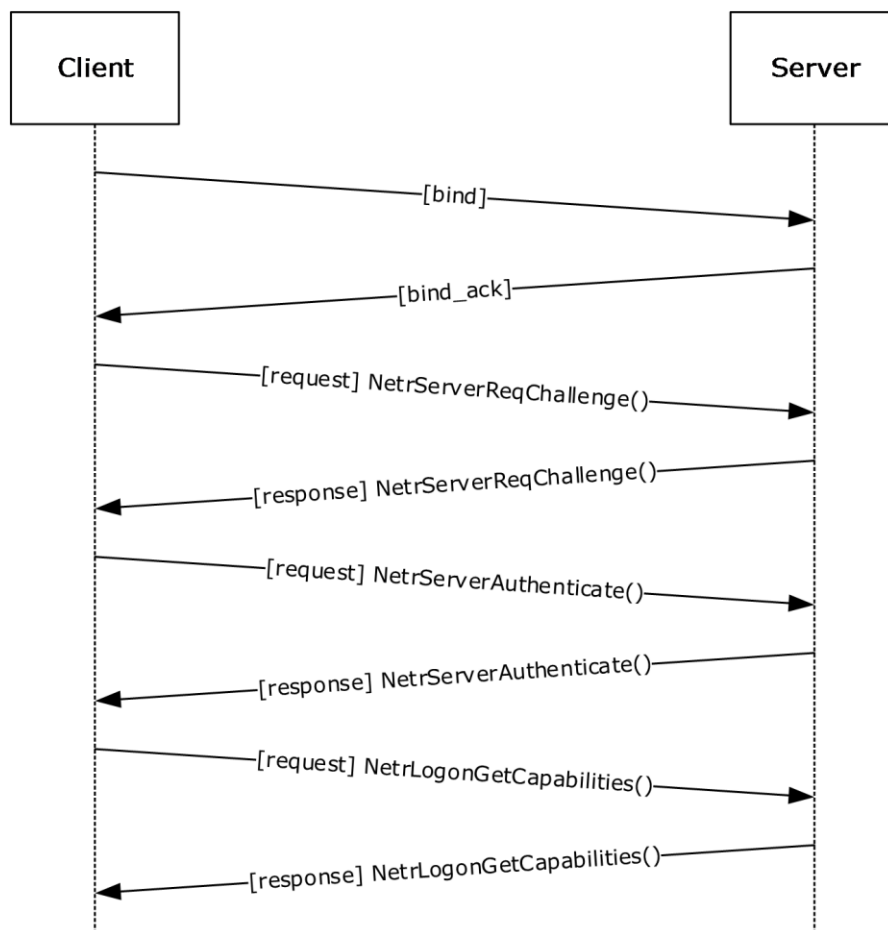 Client
Server
[bind]
[bind_ack]
[request] NetrServerReqChallenge()
[response] NetrServerReqChallenge()
[request] NetrServerAuthenticate()
[response] NetrServerAuthenticate()
[request] NetrLogonGetCapabilities()
[response] NetrLogonGetCapabilities()